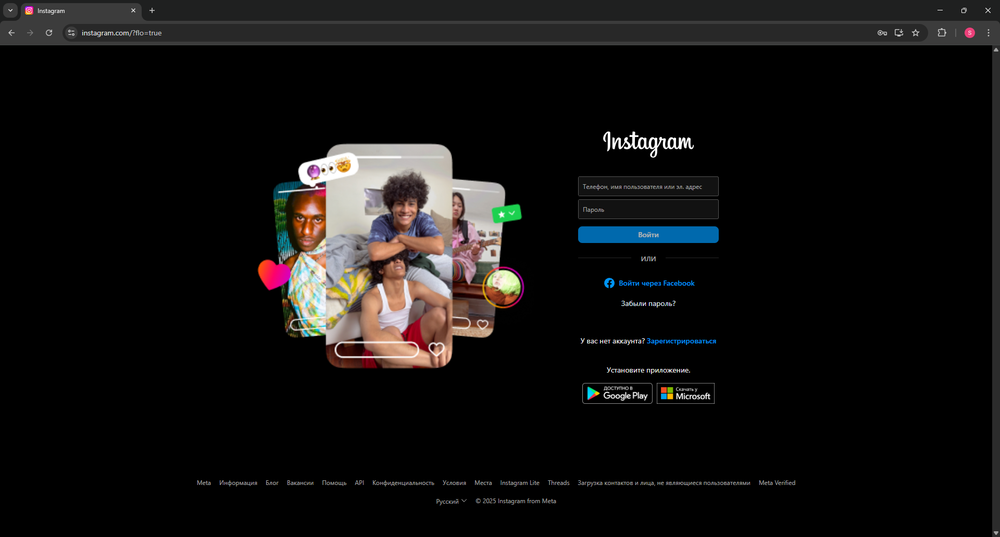 Instagram
instagram.com/?flo=true
S
Instagram
Телефон, имя пользователя или эл. адрес
Пароль
Войти
ИЛИ
Войти через Facebook
Забыли пароль?
У вас нет аккаунта? Зарегистрироваться
Установите приложение.
ДОСТУПНО В
Google Play
Скачать у
Microsoft
Meta Информация Блог Вакансии Помощь API Конфиденциальность Условия Места Instagram Lite Threads Загрузка контактов и лица, не являющиеся пользователями Meta Verified
Русский © 2025 Instagram from Meta